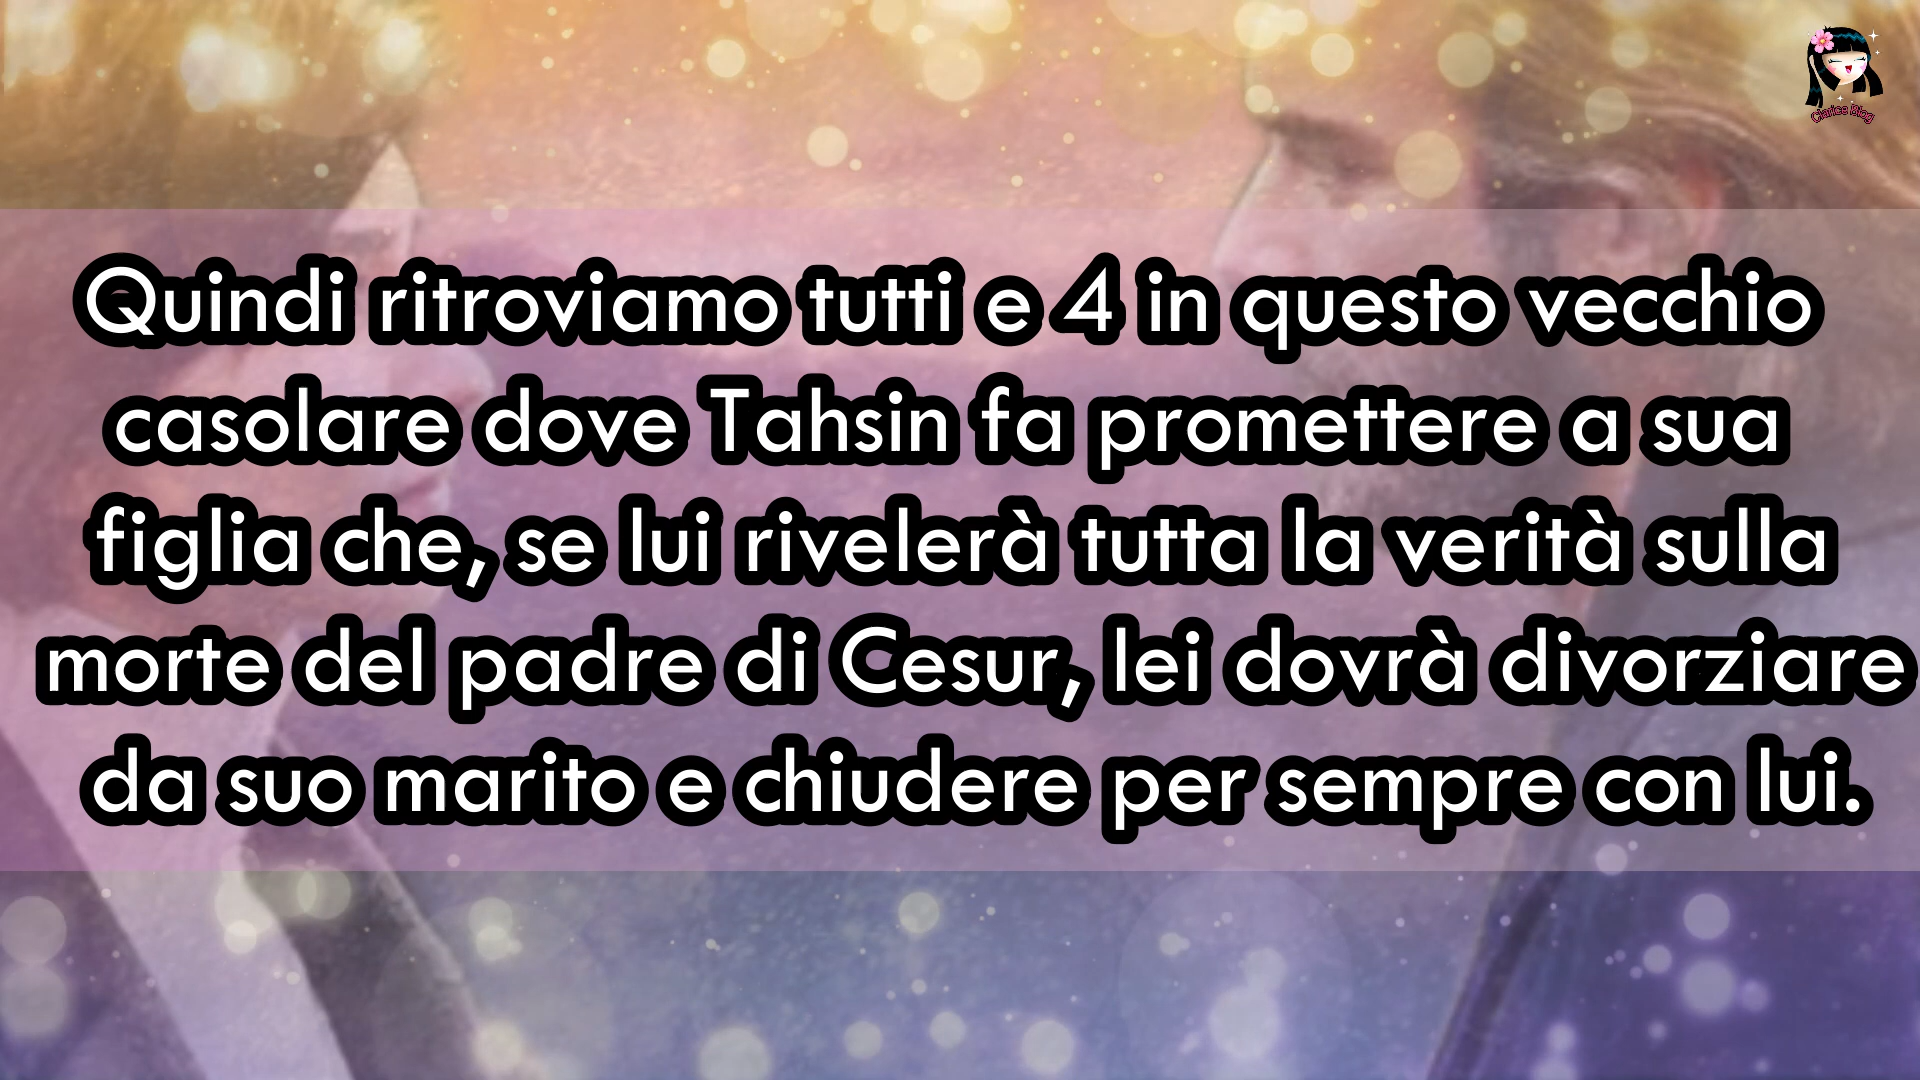 Clarice Blog
Quindi ritroviamo tutti e 4 in questo vecchio
casolare dove Tahsin fa promettere a sua
figlia che, se lui rivelerà tutta la verità sulla
morte del padre di Cesur, lei dovrà divorziare
da suo marito e chiudere per sempre con lui.